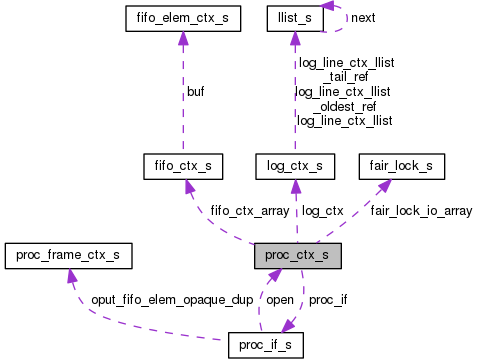 fifo_elem_ctx_s
llist_s
next
log_line_ctx_llist
_tail_ref
log_line_ctx_llist
_oldest_ref
log_line_ctx_llist
buf
fifo_ctx_s
log_ctx_s
fair_lock_s
fifo_ctx_array
log_ctx
fair_lock_io_array
proc_frame_ctx_s
proc_ctx_s
oput_fifo_elem_opaque_dup
open
proc_if
proc_if_s